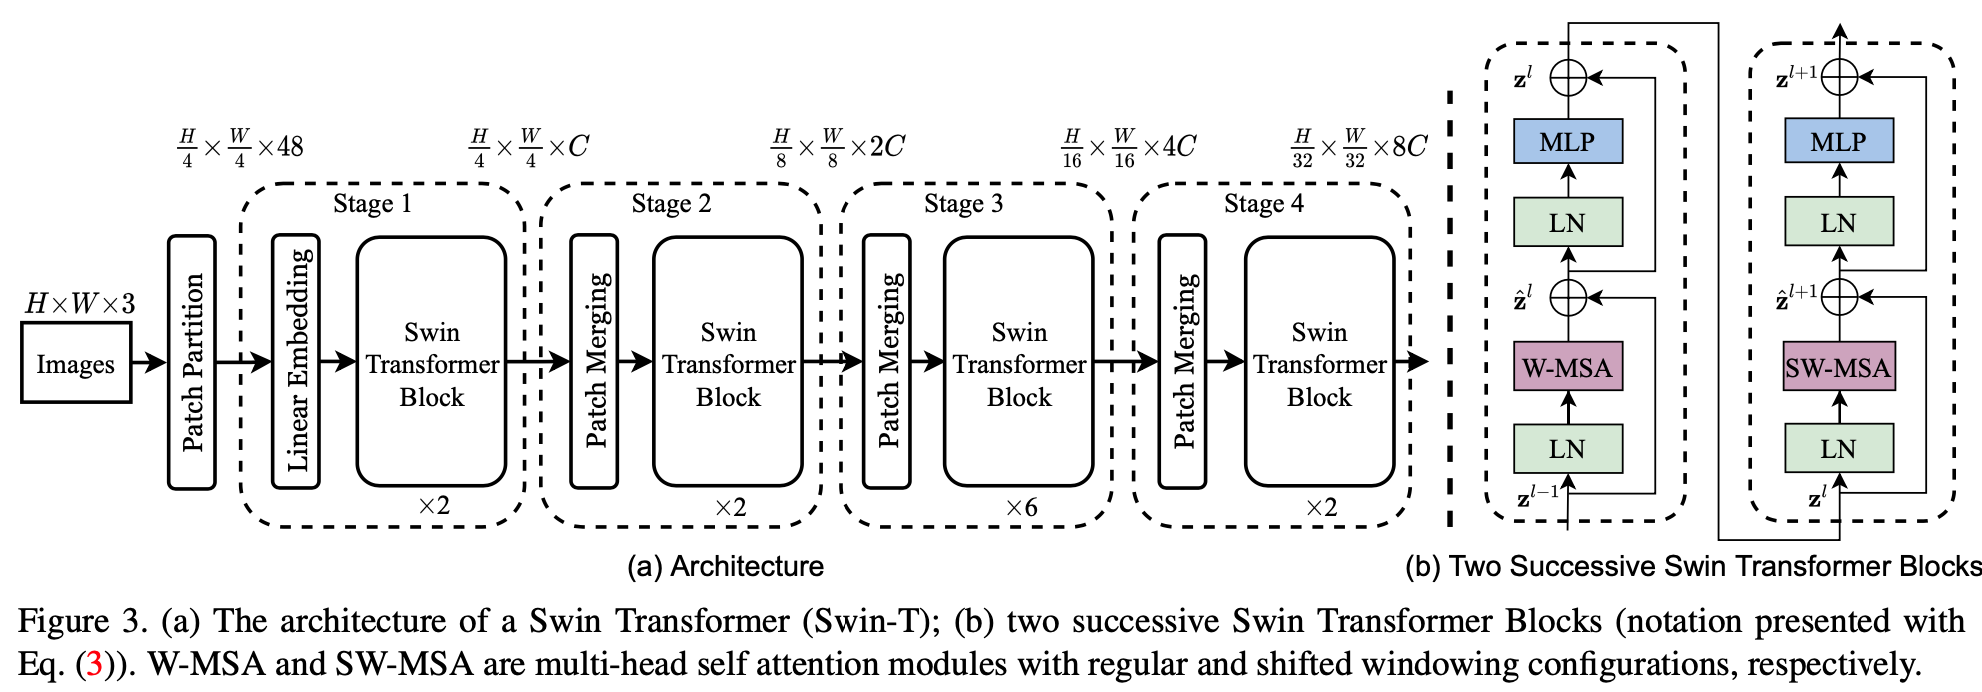 H/4 × W/4 × 48
H/4 × W/4 × C
H/8 × W/8 × 2C
H/16 × W/16 × 4C
H/32 × W/32 × 8C
H×W×3
Images
Patch Partition
Stage 1
Linear Embedding
Swin
Transformer
Block
×2
Stage 2
Patch Merging
Swin
Transformer
Block
×2
Stage 3
Patch Merging
Swin
Transformer
Block
×6
Stage 4
Patch Merging
Swin
Transformer
Block
×2
(a) Architecture
z^l
MLP
LN
ẑ^l
W-MSA
LN
z^{l−1}
z^{l+1}
MLP
LN
ẑ^{l+1}
SW-MSA
LN
z^l
(b) Two Successive Swin Transformer Blocks
Figure 3. (a) The architecture of a Swin Transformer (Swin-T); (b) two successive Swin Transformer Blocks (notation presented with
Eq. (3)). W-MSA and SW-MSA are multi-head self attention modules with regular and shifted windowing configurations, respectively.